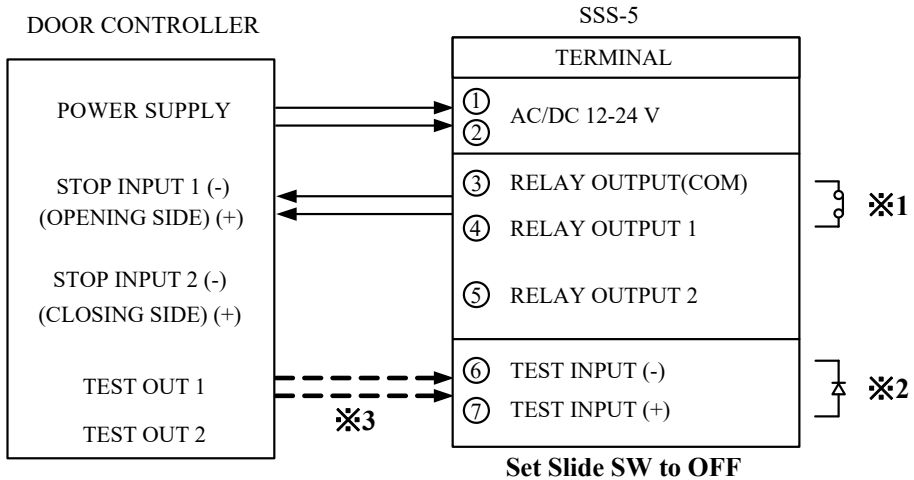 DOOR CONTROLLER
POWER SUPPLY
STOP INPUT 1 (-)
(OPENING SIDE) (+)
STOP INPUT 2 (-)
(CLOSING SIDE) (+)
TEST OUT 1
TEST OUT 2
※3
SSS-5
TERMINAL
①
② AC/DC 12-24 V
③ RELAY OUTPUT(COM)
④ RELAY OUTPUT 1
※1
⑤ RELAY OUTPUT 2
⑥ TEST INPUT (-)
⑦ TEST INPUT (+)
※2
Set Slide SW to OFF